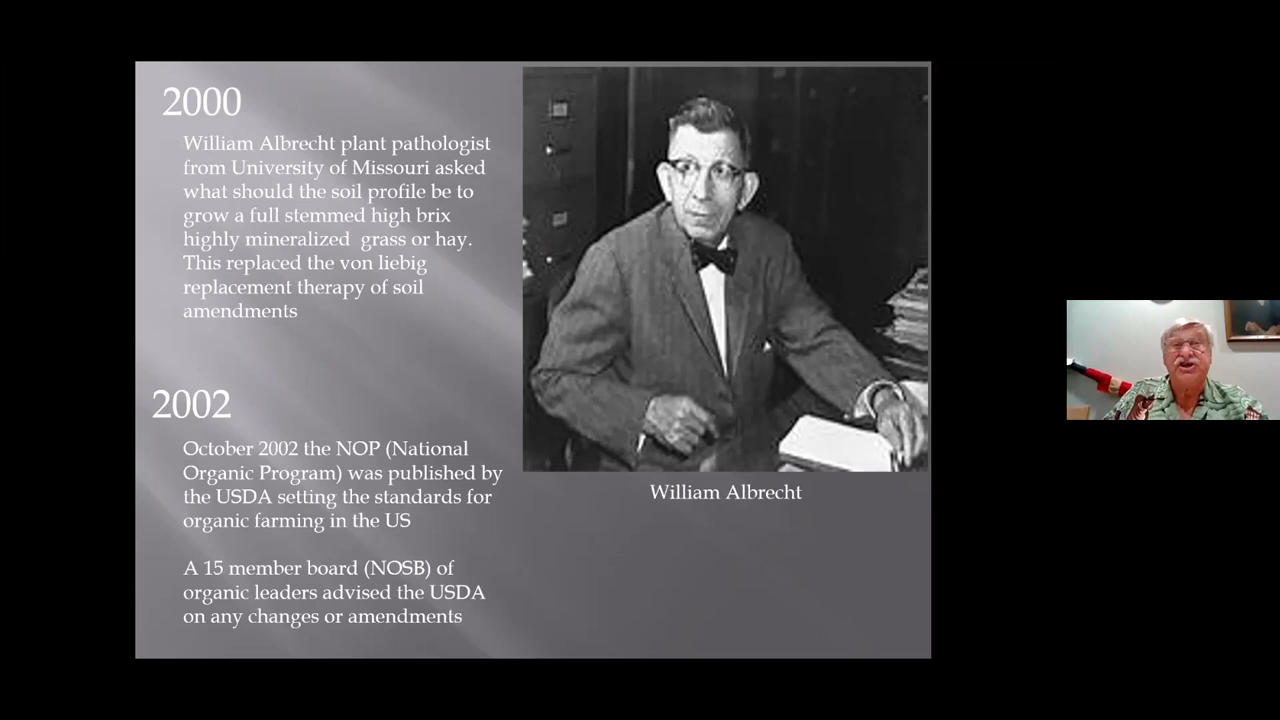 2000
William Albrecht plant pathologist
from University of Missouri asked
what should the soil profile be to
grow a full stemmed high brix
highly mineralized grass or hay.
This replaced the von liebig
replacement therapy of soil
amendments
2002
October 2002 the NOP (National
Organic Program) was published by
the USDA setting the standards for
organic farming in the US
A 15 member board (NOSB) of
organic leaders advised the USDA
on any changes or amendments
William Albrecht